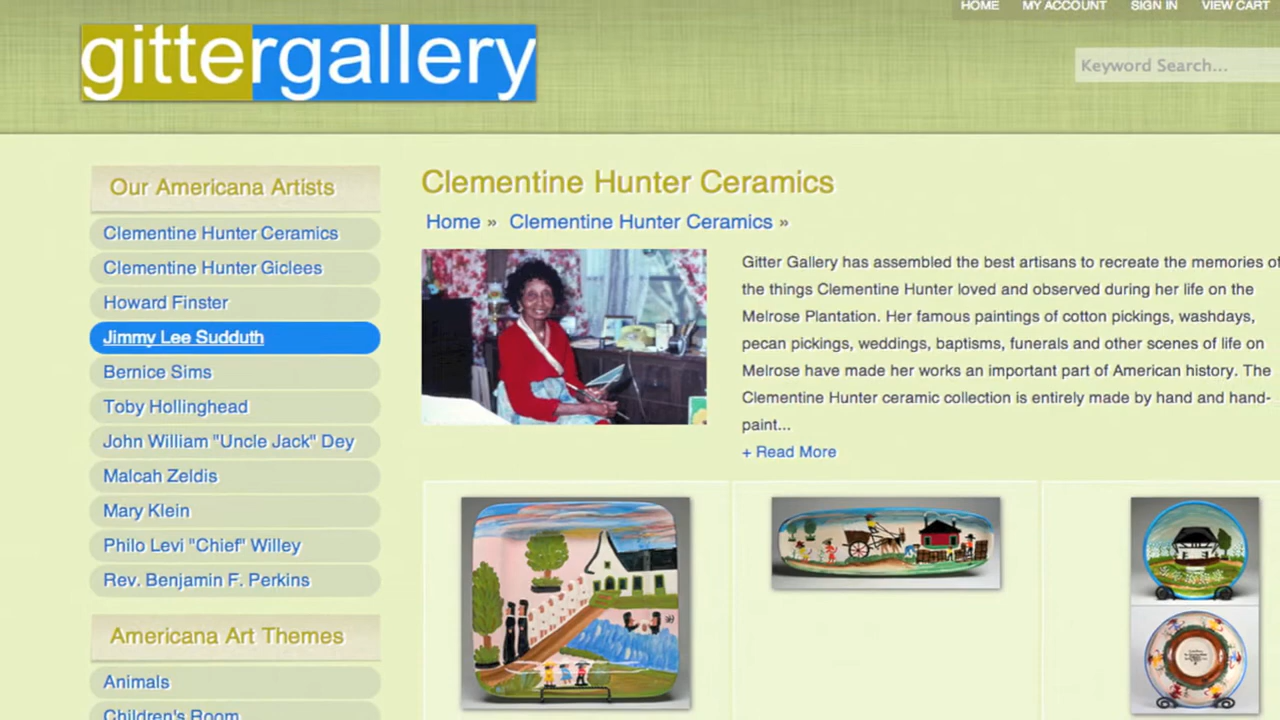 HOME MY ACCOUNT SIGN IN VIEW CART
gittergallery
Keyword Search...
Our Americana Artists
Clementine Hunter Ceramics
Clementine Hunter Giclees
Howard Finster
Jimmy Lee Sudduth
Bernice Sims
Toby Hollinghead
John William "Uncle Jack" Dey
Malcah Zeldis
Mary Klein
Philo Levi "Chief" Willey
Rev. Benjamin F. Perkins
Americana Art Themes
Animals
Children's Room
Clementine Hunter Ceramics
Home » Clementine Hunter Ceramics »
Gitter Gallery has assembled the best artisans to recreate the memories of
the things Clementine Hunter loved and observed during her life on the
Melrose Plantation. Her famous paintings of cotton pickings, washdays,
pecan pickings, weddings, baptisms, funerals and other scenes of life on
Melrose have made her works an important part of American history. The
Clementine Hunter ceramic collection is entirely made by hand and hand-
paint...
+ Read More